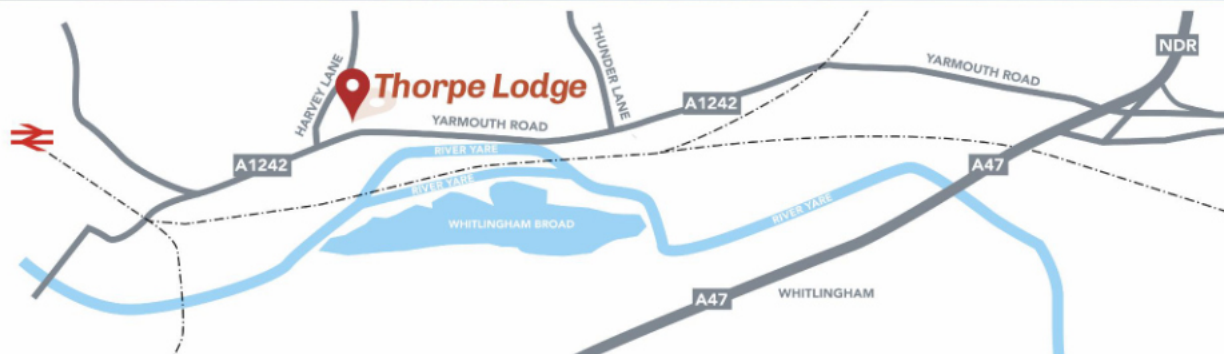 NDR
HARVEY LANE
THUNDER LANE
YARMOUTH ROAD
Thorpe Lodge
A1242
YARMOUTH ROAD
RIVER YARE
A1242
A47
RIVER YARE
RIVER YARE
WHITLINGHAM BROAD
A47
WHITLINGHAM